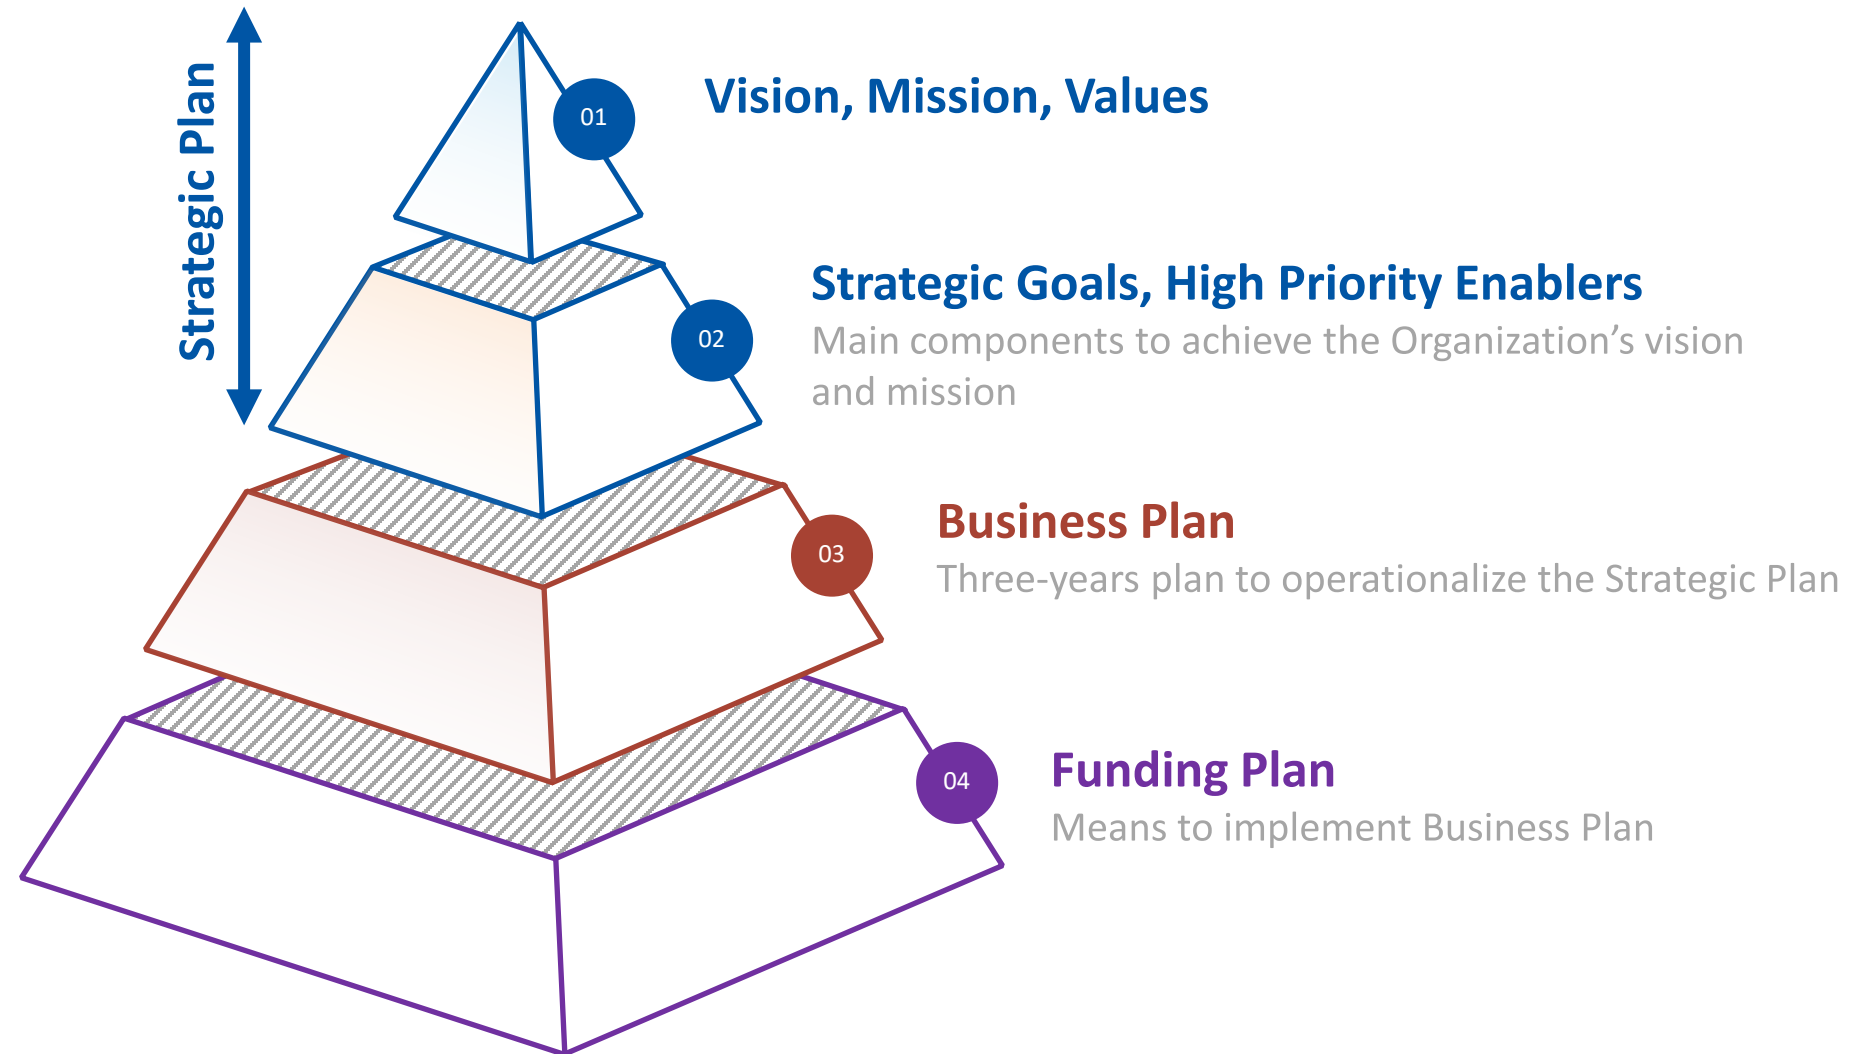 Strategic Plan
01
Vision, Mission, Values
02
Strategic Goals, High Priority Enablers
Main components to achieve the Organization’s vision
and mission
03
Business Plan
Three-years plan to operationalize the Strategic Plan
04
Funding Plan
Means to implement Business Plan